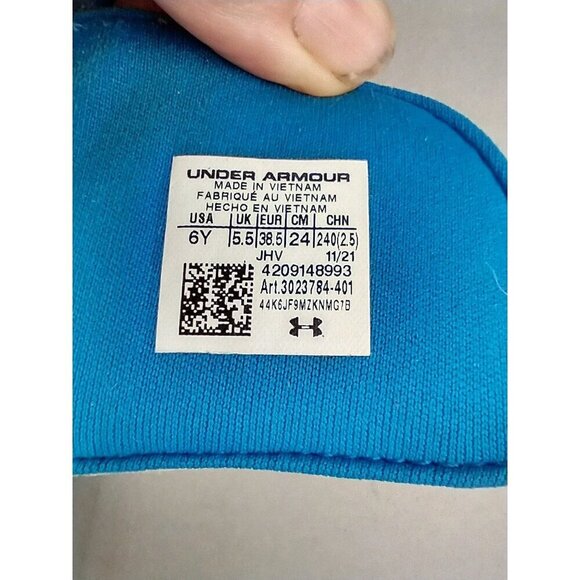 UNDER ARMOUR
MADE IN VIETNAM
FABRIQUÉ AU VIETNAM
HECHO EN VIETNAM
USA UK EUR CM CHN
6Y 5.5 38.5 24 240(2.5)
JHV 11/21
4209148993
Art.3023784-401
44K6JF9MZKNMG7B